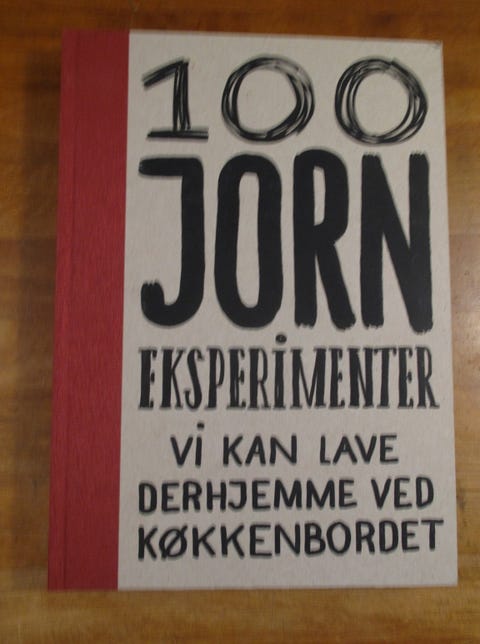 100
JORN
EKSPERiMENTER
Vi KAN LAVE
DERHJEMME VED
KØKKENBORDET